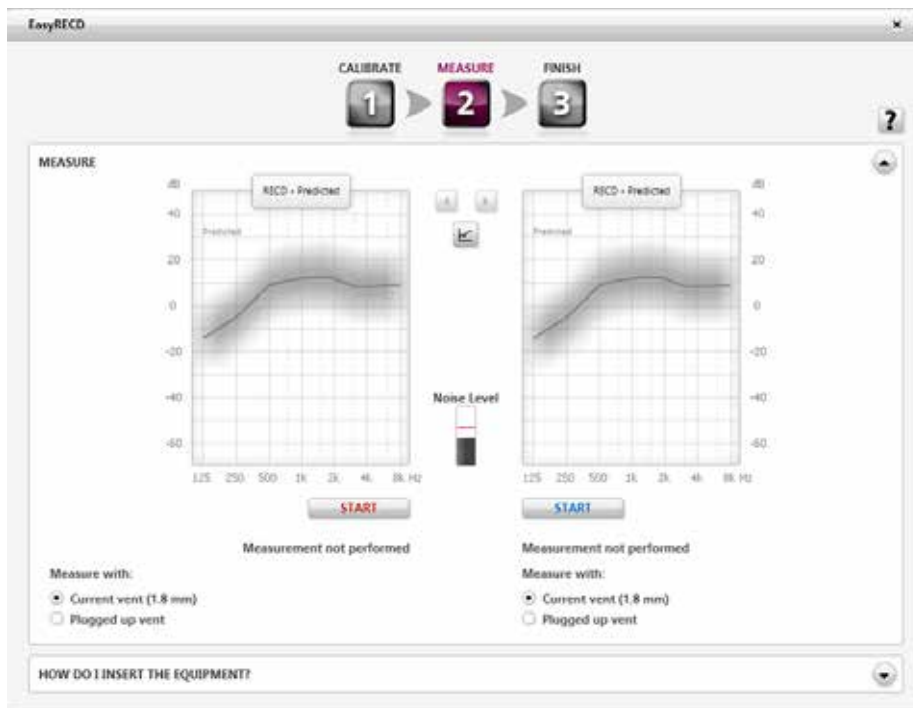 EasyRECD
CALIBRATE MEASURE FINISH
1 2 3
?
MEASURE
dB RECD - Predicted RECD - Predicted dB
40 40
Predicted Predicted
20 20
0 0
-20 -20
-40 Noise Level -40
-60 -60
125 250 500 1k 2k 4k 8k Hz 125 250 500 1k 2k 4k 8k Hz
START START
Measurement not performed Measurement not performed
Measure with: Measure with:
Current vent (1.8 mm) Current vent (1.8 mm)
Plugged up vent Plugged up vent
HOW DO I INSERT THE EQUIPMENT?